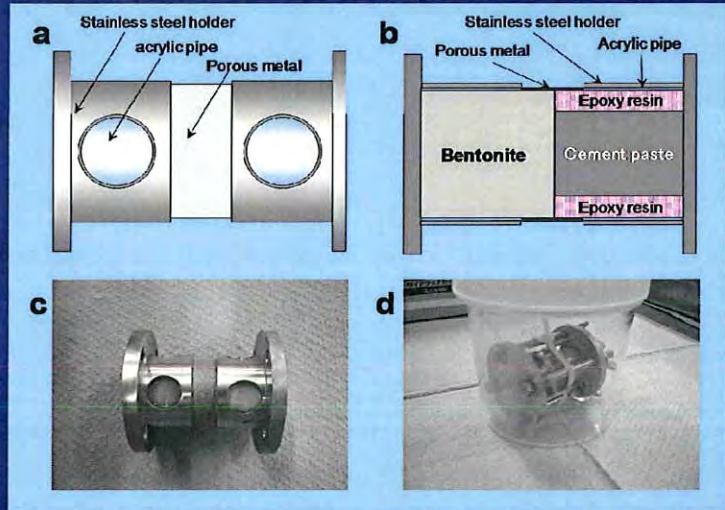 a
Stainless steel holder
acrylic pipe
Porous metal
b
Stainless steel holder
Porous metal
Acrylic pipe
Epoxy resin
Bentonite
Cement paste
Epoxy resin
c
d